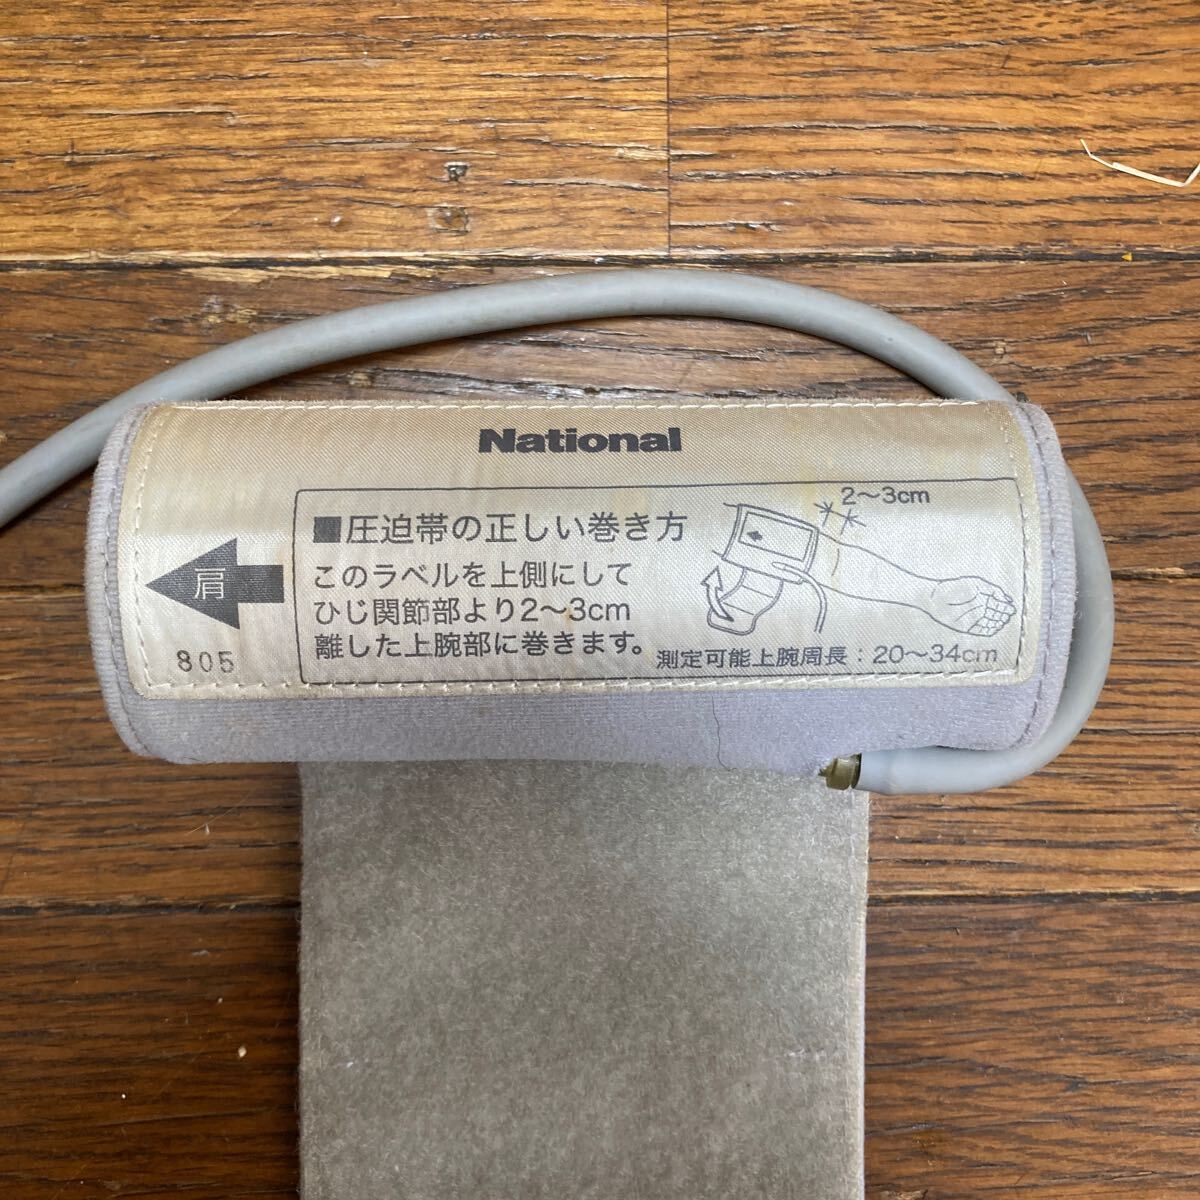 National
■圧迫帯の正しい巻き方
このラベルを上側にして
ひじ関節部より2〜3cm
離した上腕部に巻きます。
2〜3cm
測定可能上腕周長：20〜34cm
肩
805